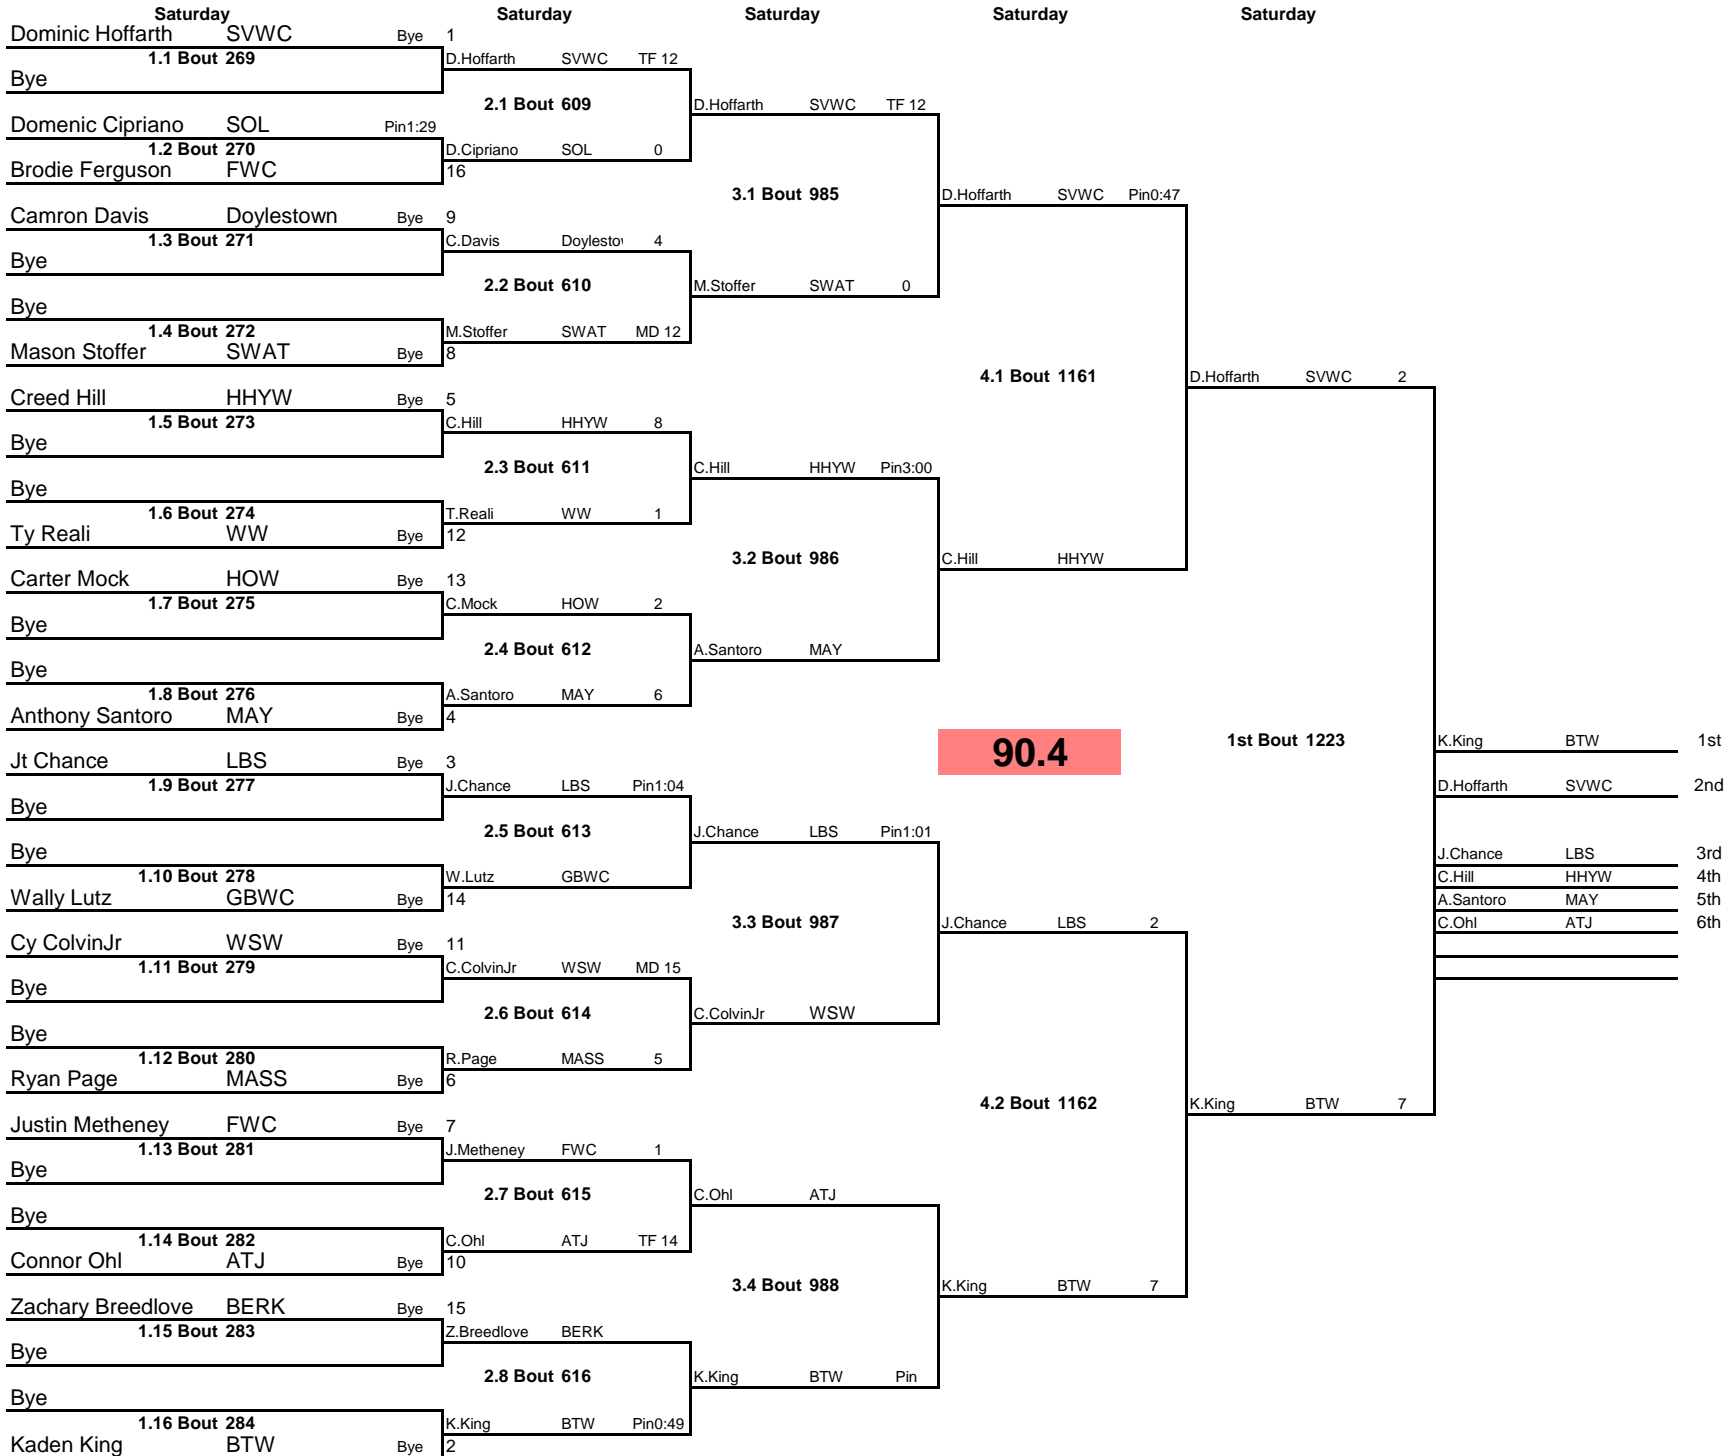 Saturday Saturday Saturday Saturday Saturday
Dominic Hoffarth SVWC Bye 1
1.1 Bout 269 D.Hoffarth SVWC TF 12
Bye
2.1 Bout 609 D.Hoffarth SVWC TF 12
Domenic Cipriano SOL Pin1:29
1.2 Bout 270 D.Cipriano SOL 0
Brodie Ferguson FWC 16
3.1 Bout 985 D.Hoffarth SVWC Pin0:47
Camron Davis Doylestown Bye 9
1.3 Bout 271 C.Davis Doylestov 4
Bye
2.2 Bout 610 M.Stoffer SWAT 0
Bye
1.4 Bout 272 M.Stoffer SWAT MD 12
Mason Stoffer SWAT Bye 8
4.1 Bout 1161 D.Hoffarth SVWC 2
Creed Hill HHYW Bye 5
1.5 Bout 273 C.Hill HHYW 8
Bye
2.3 Bout 611 C.Hill HHYW Pin3:00
Bye
1.6 Bout 274 T.Reali WW 1
Ty Reali WW Bye 12
3.2 Bout 986 C.Hill HHYW
Carter Mock HOW Bye 13
1.7 Bout 275 C.Mock HOW 2
Bye
2.4 Bout 612 A.Santoro MAY
Bye
1.8 Bout 276 A.Santoro MAY 6
Anthony Santoro MAY Bye 4
90.4 1st Bout 1223 K.King BTW 1st
Jt Chance LBS Bye 3
1.9 Bout 277 J.Chance LBS Pin1:04 D.Hoffarth SVWC 2nd
Bye
2.5 Bout 613 J.Chance LBS Pin1:01
Bye J.Chance LBS 3rd
1.10 Bout 278 W.Lutz GBWC C.Hill HHYW 4th
Wally Lutz GBWC Bye 14 A.Santoro MAY 5th
3.3 Bout 987 J.Chance LBS 2 C.Ohl ATJ 6th
Cy ColvinJr WSW Bye 11
1.11 Bout 279 C.ColvinJr WSW MD 15
Bye
2.6 Bout 614 C.ColvinJr WSW
Bye
1.12 Bout 280 R.Page MASS 5
Ryan Page MASS Bye 6
4.2 Bout 1162 K.King BTW 7
Justin Metheney FWC Bye 7
1.13 Bout 281 J.Metheney FWC 1
Bye
2.7 Bout 615 C.Ohl ATJ
Bye
1.14 Bout 282 C.Ohl ATJ TF 14
Connor Ohl ATJ Bye 10
3.4 Bout 988 K.King BTW 7
Zachary Breedlove BERK Bye 15
1.15 Bout 283 Z.Breedlove BERK
Bye
2.8 Bout 616 K.King BTW Pin
Bye
1.16 Bout 284 K.King BTW Pin0:49
Kaden King BTW Bye 2